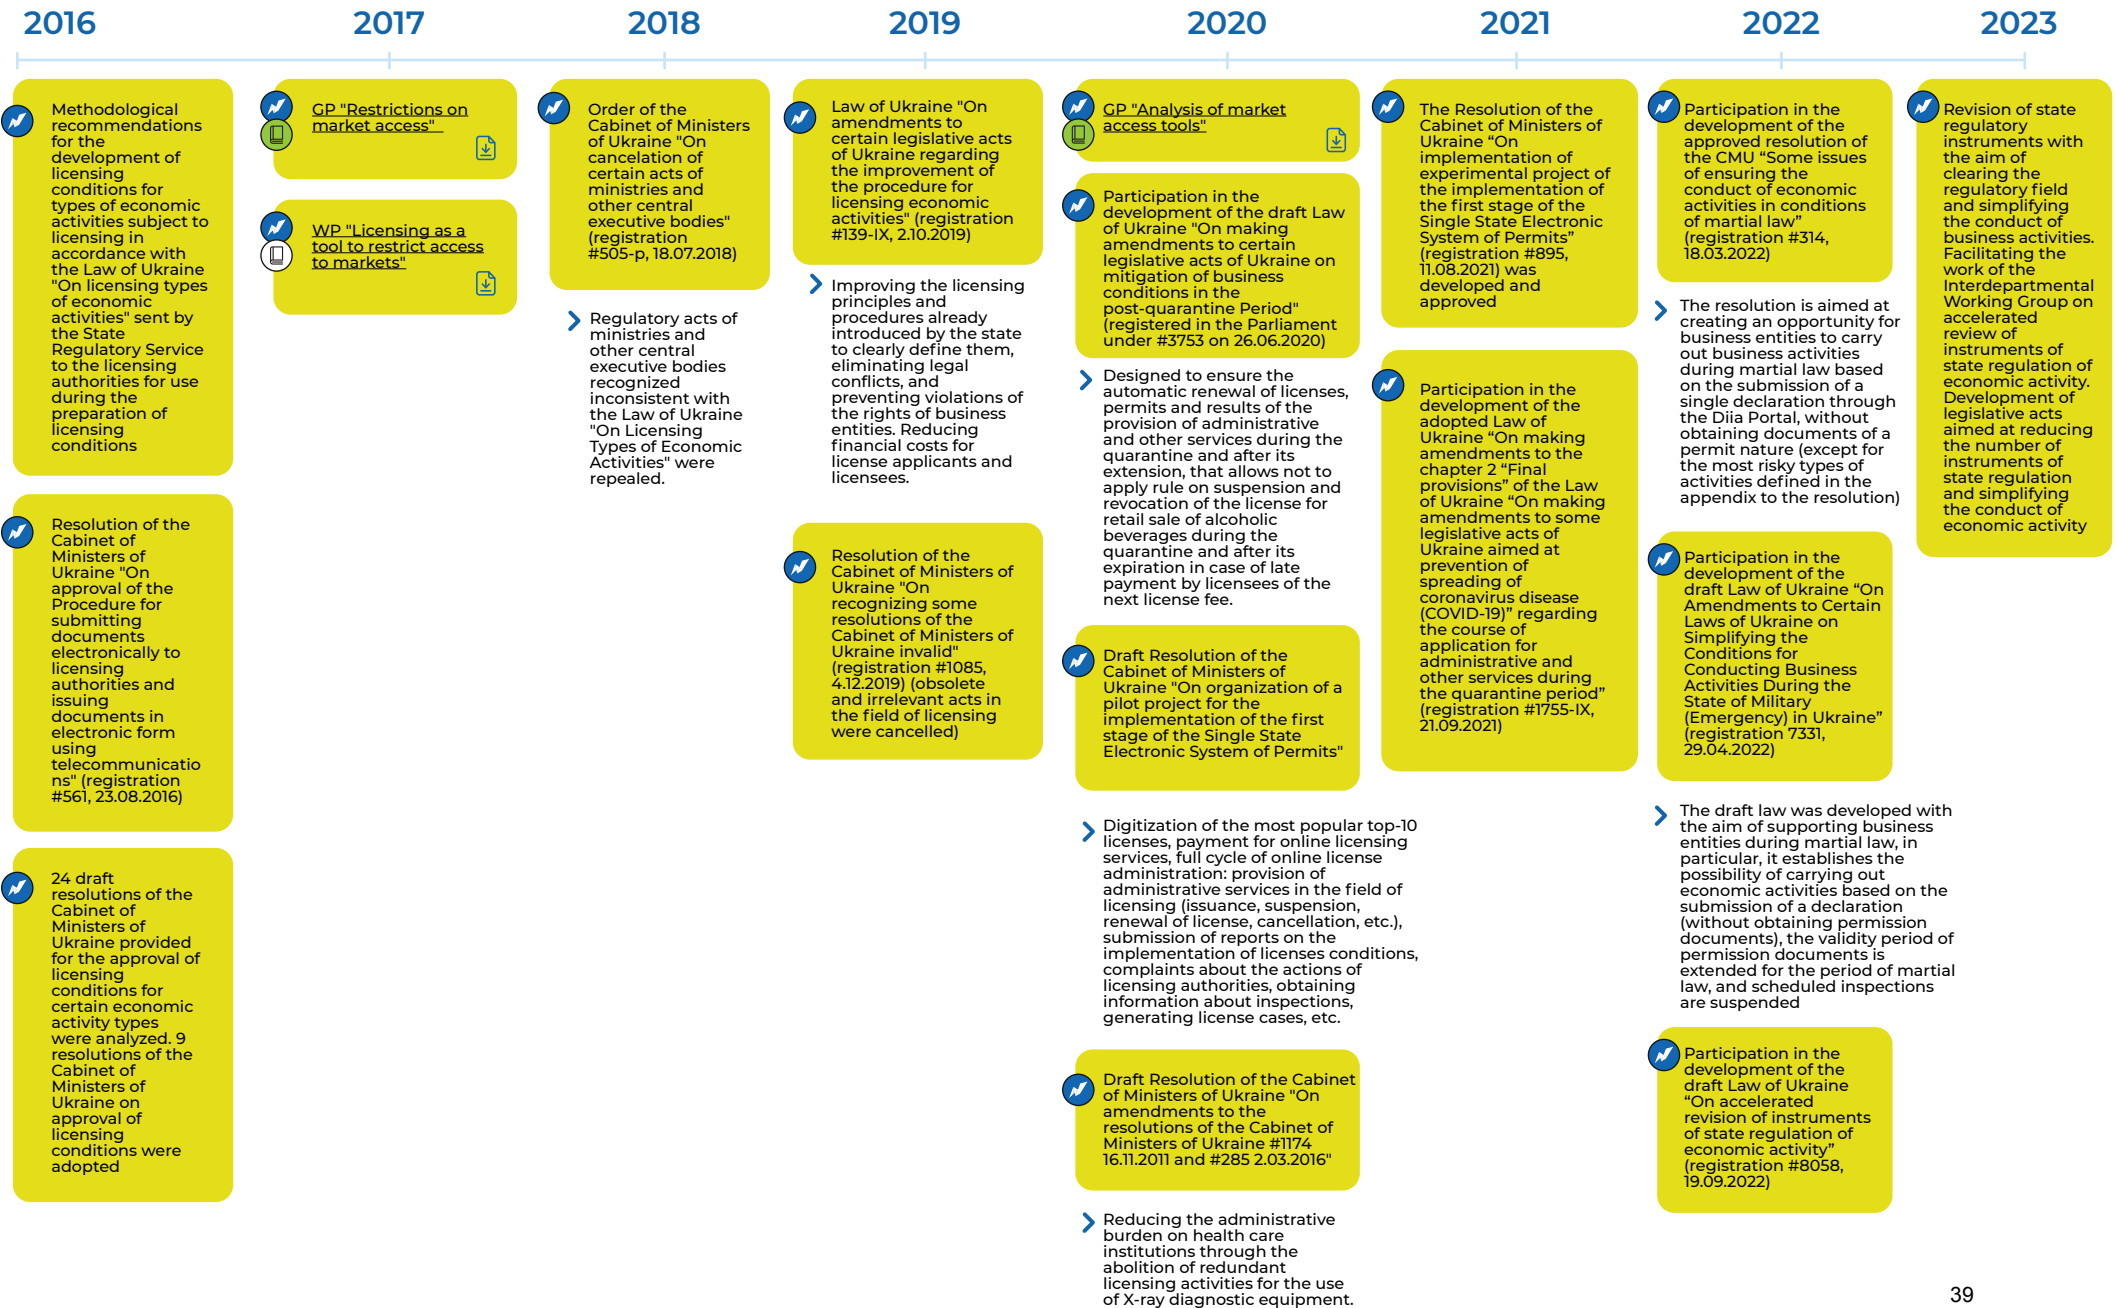 2016
2017
2018
2019
2020
2021
2022
2023
Methodological
recommendations
for the
development of
licensing
conditions for
types of economic
activities subject to
licensing in
accordance with
the Law of Ukraine
"On licensing types
of economic
activities" sent by
the State
Regulatory Service
to the licensing
authorities for use
during the
preparation of
licensing
conditions
Resolution of the
Cabinet of
Ministers of
Ukraine "On
approval of the
Procedure for
submitting
documents
electronically to
licensing
authorities and
issuing
documents in
electronic form
using
telecommunicatio
ns" (registration
#561, 23.08.2016)
24 draft
resolutions of the
Cabinet of
Ministers of
Ukraine provided
for the approval of
licensing
conditions for
certain economic
activity types
were analyzed. 9
resolutions of the
Cabinet of
Ministers of
Ukraine on
approval of
licensing
conditions were
adopted
GP "Restrictions on
market access"
WP "Licensing as a
tool to restrict access
to markets"
Order of the
Cabinet of Ministers
of Ukraine "On
cancelation of
certain acts of
ministries and
other central
executive bodies"
(registration
#505-p, 18.07.2018)
Regulatory acts of
ministries and
other central
executive bodies
recognized
inconsistent with
the Law of Ukraine
"On Licensing
Types of Economic
Activities" were
repealed.
Law of Ukraine "On
amendments to
certain legislative acts
of Ukraine regarding
the improvement of
the procedure for
licensing economic
activities" (registration
#139-IX, 2.10.2019)
Improving the licensing
principles and
procedures already
introduced by the state
to clearly define them,
eliminating legal
conflicts, and
preventing violations of
the rights of business
entities. Reducing
financial costs for
license applicants and
licensees.
Resolution of the
Cabinet of Ministers of
Ukraine "On
recognizing some
resolutions of the
Cabinet of Ministers of
Ukraine invalid"
(registration #1085,
4.12.2019) (obsolete
and irrelevant acts in
the field of licensing
were cancelled)
GP "Analysis of market
access tools"
Participation in the
development of the draft Law
of Ukraine "On making
amendments to certain
legislative acts of Ukraine on
mitigation of business
conditions in the
post-quarantine Period"
(registered in the Parliament
under #3753 on 26.06.2020)
Designed to ensure the
automatic renewal of licenses,
permits and results of the
provision of administrative
and other services during the
quarantine and after its
extension, that allows not to
apply rule on suspension and
revocation of the license for
retail sale of alcoholic
beverages during the
quarantine and after its
expiration in case of late
payment by licensees of the
next license fee.
Draft Resolution of the
Cabinet of Ministers of
Ukraine "On organization of a
pilot project for the
implementation of the first
stage of the Single State
Electronic System of Permits"
Digitization of the most popular top-10
licenses, payment for online licensing
services, full cycle of online license
administration: provision of
administrative services in the field of
licensing (issuance, suspension,
renewal of license, cancellation, etc.),
submission of reports on the
implementation of licenses conditions,
complaints about the actions of
licensing authorities, obtaining
information about inspections,
generating license cases, etc.
Draft Resolution of the Cabinet
of Ministers of Ukraine "On
amendments to the
resolutions of the Cabinet of
Ministers of Ukraine #1174
16.11.2011 and #285 2.03.2016"
Reducing the administrative
burden on health care
institutions through the
abolition of redundant
licensing activities for the use
of X-ray diagnostic equipment.
The Resolution of the
Cabinet of Ministers of
Ukraine “On
implementation of
experimental project of
the implementation of
the first stage of the
Single State Electronic
System of Permits”
(registration #895,
11.08.2021) was
developed and
approved
Participation in the
development of the
adopted Law of
Ukraine “On making
amendments to the
chapter 2 “Final
provisions” of the Law
of Ukraine “On making
amendments to some
legislative acts of
Ukraine aimed at
prevention of
spreading of
coronavirus disease
(COVID-19)” regarding
the course of
application for
administrative and
other services during
the quarantine period”
(registration #1755-IX,
21.09.2021)
Participation in the
development of the
approved resolution of
the CMU “Some issues
of ensuring the
conduct of economic
activities in conditions
of martial law”
(registration #314,
18.03.2022)
The resolution is aimed at
creating an opportunity for
business entities to carry
out business activities
during martial law based
on the submission of a
single declaration through
the Diia Portal, without
obtaining documents of a
permit nature (except for
the most risky types of
activities defined in the
appendix to the resolution)
Participation in the
development of the
draft Law of Ukraine “On
Amendments to Certain
Laws of Ukraine on
Simplifying the
Conditions for
Conducting Business
Activities During the
State of Military
(Emergency) in Ukraine”
(registration 7331,
29.04.2022)
The draft law was developed with
the aim of supporting business
entities during martial law, in
particular, it establishes the
possibility of carrying out
economic activities based on the
submission of a declaration
(without obtaining permission
documents), the validity period of
permission documents is
extended for the period of martial
law, and scheduled inspections
are suspended
Participation in the
development of the
draft Law of Ukraine
“On accelerated
revision of instruments
of state regulation of
economic activity”
(registration #8058,
19.09.2022)
Revision of state
regulatory
instruments with
the aim of
clearing the
regulatory field
and simplifying
the conduct of
business activities.
Facilitating the
work of the
Interdepartmental
Working Group on
accelerated
review of
instruments of
state regulation of
economic activity.
Development of
legislative acts
aimed at reducing
the number of
instruments of
state regulation
and simplifying
the conduct of
economic activity
39